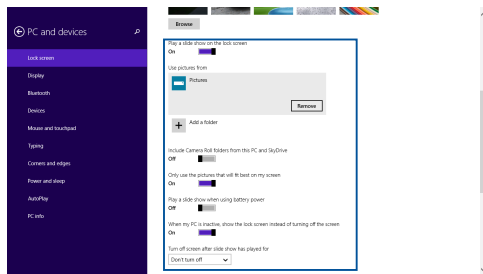 PC and devices
Lock screen
Display
Bluetooth
Devices
Mouse and touchpad
Typing
Corners and edges
Power and sleep
AutoPlay
PC info
Browse
Play a slide show on the lock screen
On
Use pictures from
Pictures
Remove
Add a folder
Include Camera Roll folders from this PC and SkyDrive
Off
Only use the pictures that will fit best on my screen
On
Play a slide show when using battery power
Off
When my PC is inactive, show the lock screen instead of turning off the screen
On
Turn off screen after slide show has played for
Don't turn off